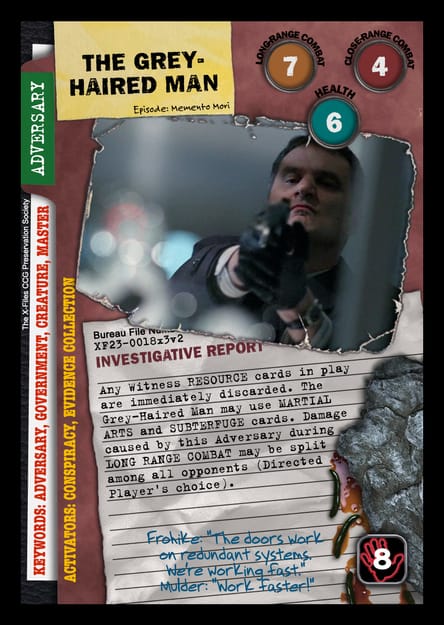 THE GREY-
HAIRED MAN
Episode: Memento Mori
LONG-RANGE COMBAT
7
CLOSE-RANGE COMBAT
4
HEALTH
6
ADVERSARY
The X-Files CCG Preservation Society
KEYWORDS: ADVERSARY, GOVERNMENT, CREATURE, MASTER
ACTIVATORS: CONSPIRACY, EVIDENCE COLLECTION
Bureau File
XF23-0018x3v2
INVESTIGATIVE REPORT
Any Witness RESOURCE cards in play
are immediately discarded. The
Grey-Haired Man may use MARTIAL
ARTS and SUBTERFUGE cards. Damage
caused by this Adversary during
LONG RANGE COMBAT may be split
among all opponents (Directed
Player's choice).
Frohike: "The doors work
on redundant systems.
We're working fast."
Mulder: "Work faster!"
8